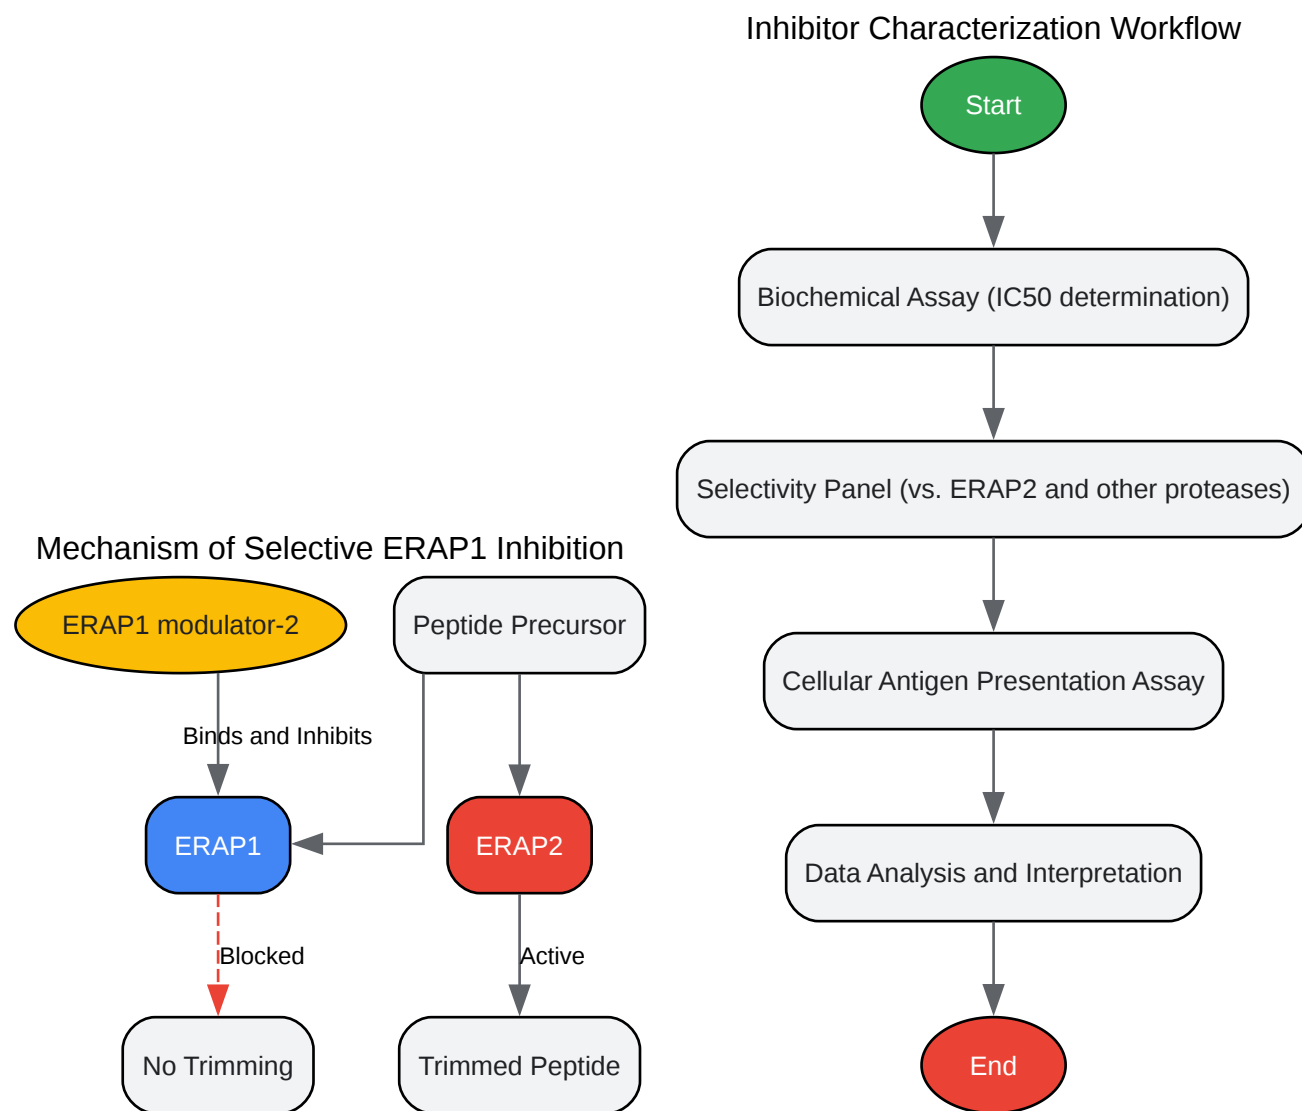 Mechanism of Selective ERAP1 Inhibition
ERAP1 modulator-2
Peptide Precursor
Binds and Inhibits
ERAP1
ERAP2
Blocked
Active
No Trimming
Trimmed Peptide
Inhibitor Characterization Workflow
Start
Biochemical Assay (IC50 determination)
Selectivity Panel (vs. ERAP2 and other proteases)
Cellular Antigen Presentation Assay
Data Analysis and Interpretation
End